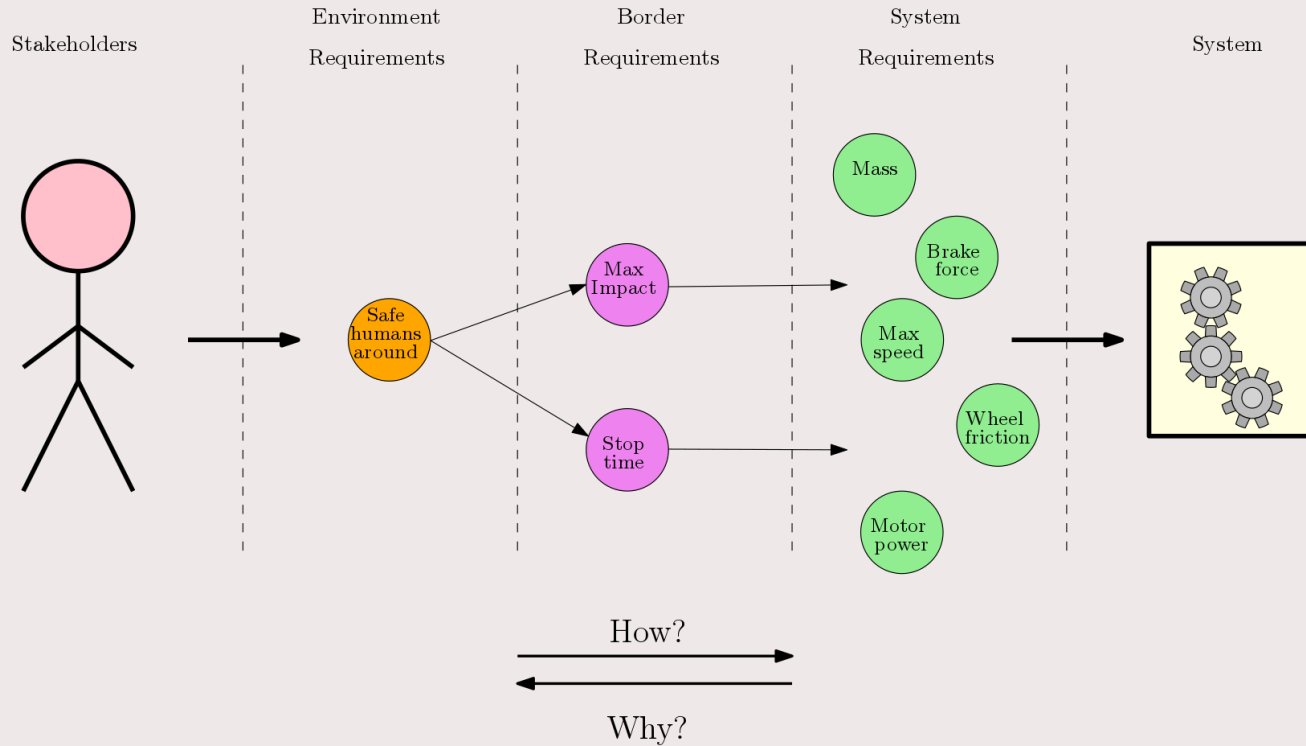 Stakeholders
Environment
Requirements
Border
Requirements
System
Requirements
System
Safe
humans
around
Max
Impact
Stop
time
Mass
Brake
force
Max
speed
Wheel
friction
Motor
power
How?
Why?